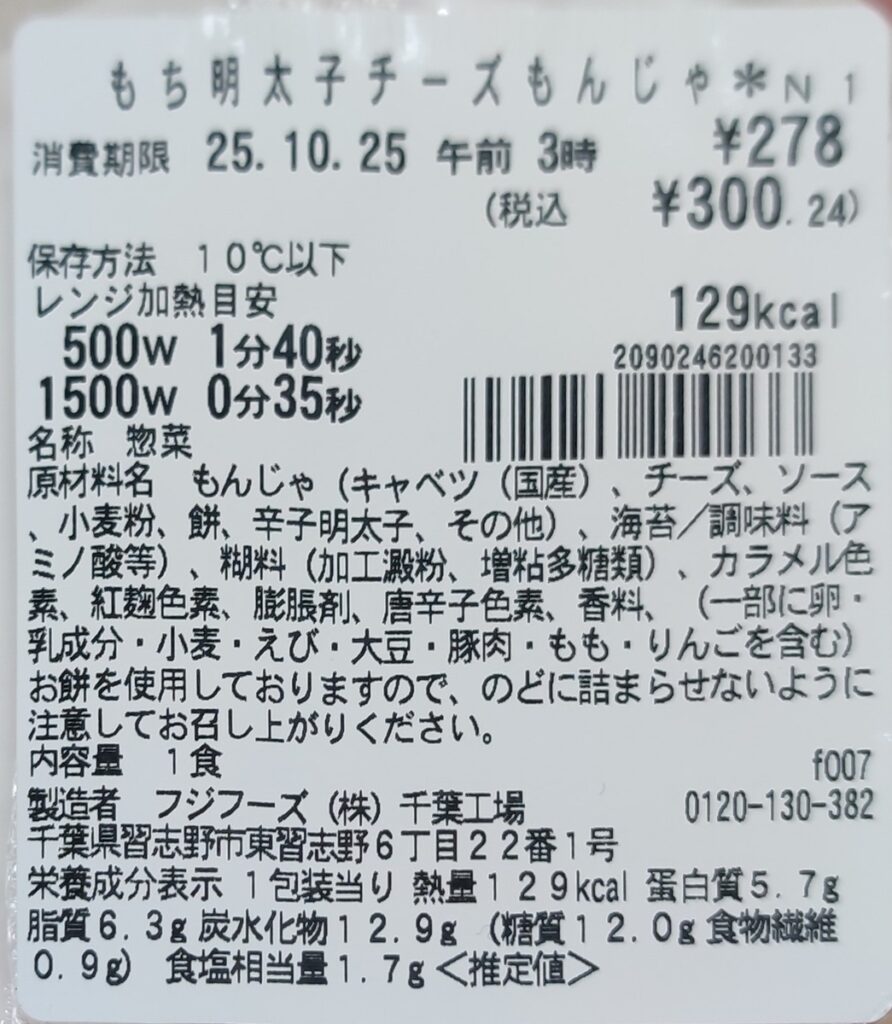 もち明太子チーズもんじゃ＊N 1
消費期限 25.10.25 午前 3時 ¥278
(税込 ¥300.24)
保存方法 10℃以下
レンジ加熱目安
129kcal
500W 1分40秒
2090246200133
1500W 0分35秒
名称 惣菜
原材料名 もんじゃ（キャベツ（国産）、チーズ、ソース
、小麦粉、餅、辛子明太子、その他）、海苔／調味料（ア
ミノ酸等）、糊料（加工澱粉、増粘多糖類）、カラメル色
素、紅麹色素、膨脹剤、唐辛子色素、香料、（一部に卵・
乳成分・小麦・えび・大豆・豚肉・もも・りんごを含む）
お餅を使用しておりますので、のどに詰まらせないように
注意してお召し上がりください。
内容量 1食 f007
製造者 フジフーズ（株）千葉工場 0120-130-382
千葉県習志野市東習志野6丁目22番1号
栄養成分表示 1包装当り 熱量129kcal 蛋白質5.7g
脂質6.3g 炭水化物12.9g （糖質12.0g 食物繊維
0.9g） 食塩相当量1.7g＜推定値＞